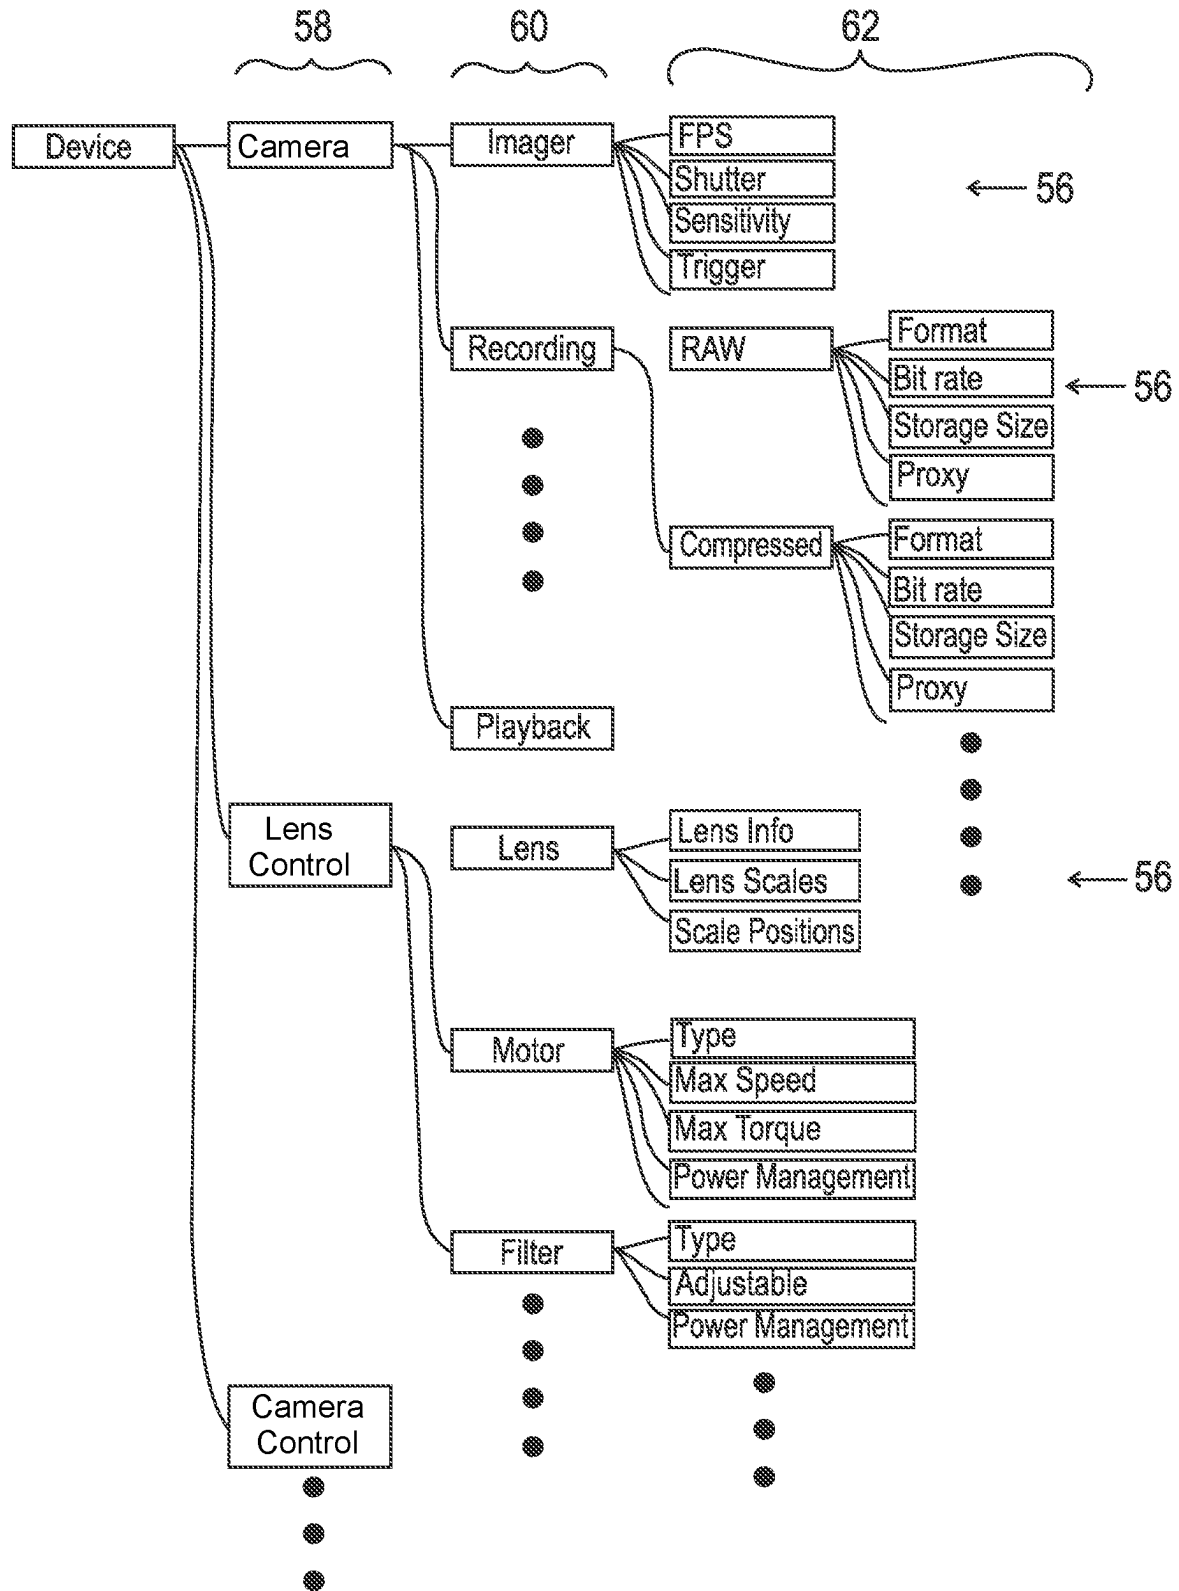 58
60
62
Device
Camera
Imager
FPS
Shutter
56
Sensitivity
Trigger
Recording
RAW
Format
Bit rate
56
Storage Size
Proxy
Compressed
Format
Bit rate
Storage Size
Proxy
Playback
Lens
Control
Lens
Lens Info
Lens Scales
56
Scale Positions
Motor
Type
Max Speed
Max Torque
Power Management
Filter
Type
Adjustable
Power Management
Camera
Control